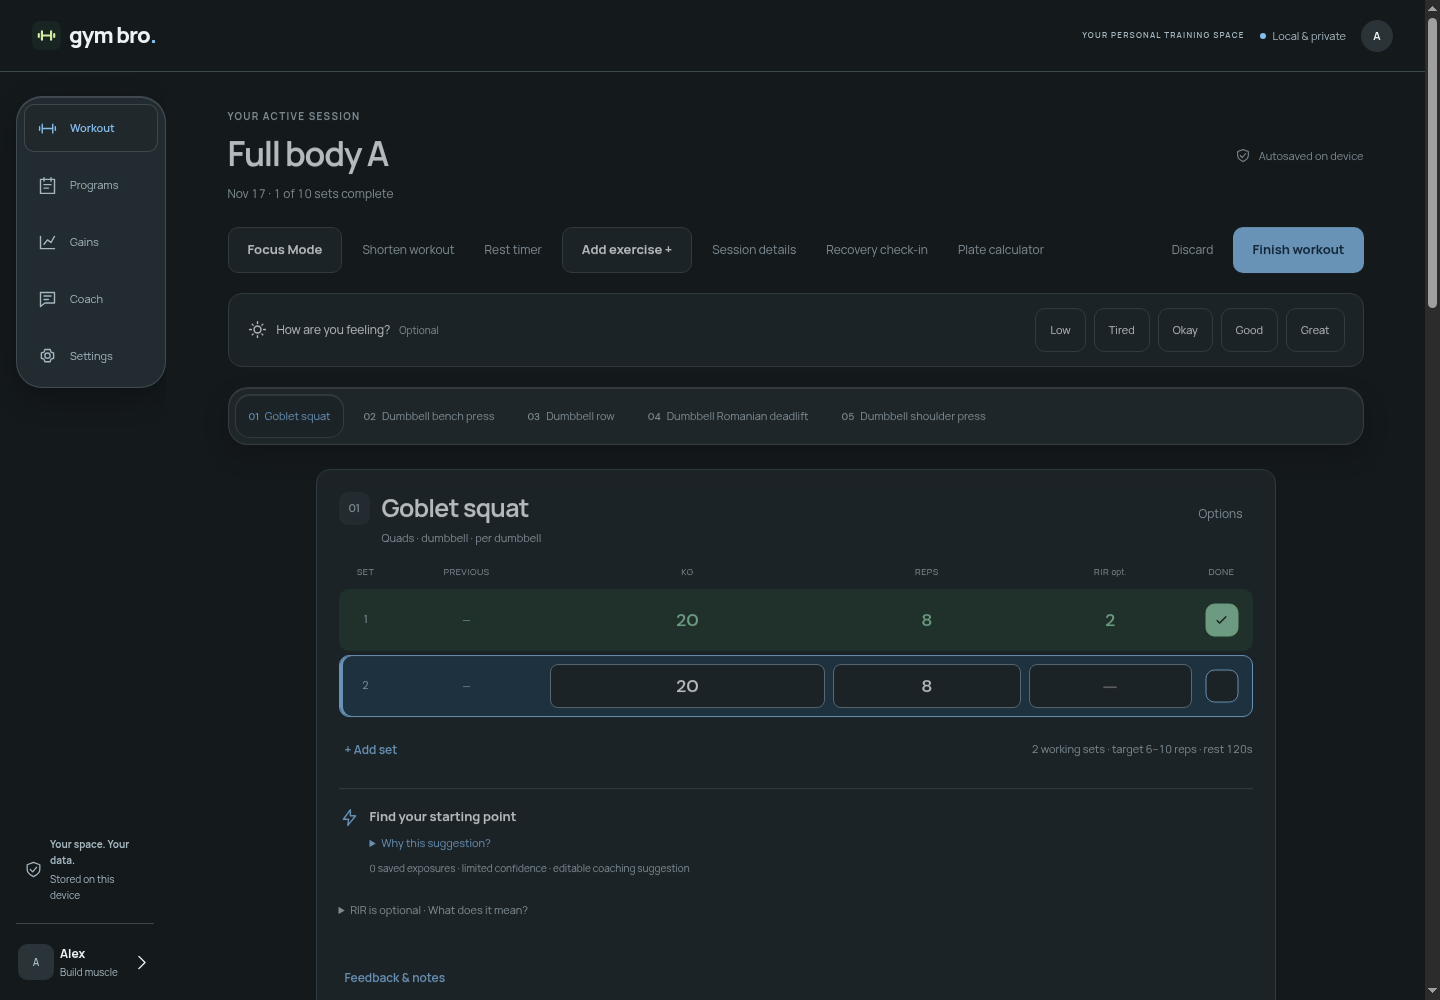 gym bro.
YOUR PERSONAL TRAINING SPACE
Local & private
A
Workout
Programs
Gains
Coach
Settings
YOUR ACTIVE SESSION
Full body A
Autosaved on device
Nov 17 · 1 of 10 sets complete
Focus Mode
Shorten workout
Rest timer
Add exercise +
Session details
Recovery check-in
Plate calculator
Discard
Finish workout
How are you feeling? Optional
Low
Tired
Okay
Good
Great
01 Goblet squat
02 Dumbbell bench press
03 Dumbbell row
04 Dumbbell Romanian deadlift
05 Dumbbell shoulder press
01
Goblet squat
Options
Quads · dumbbell · per dumbbell
SET PREVIOUS KG REPS RIR opt. DONE
1 — 20 8 2
2 — 20 8 —
+ Add set
2 working sets · target 6–10 reps · rest 120s
Find your starting point
Why this suggestion?
0 saved exposures · limited confidence · editable coaching suggestion
RIR is optional · What does it mean?
Feedback & notes
Your space. Your
data.
Stored on this
device
A
Alex
Build muscle